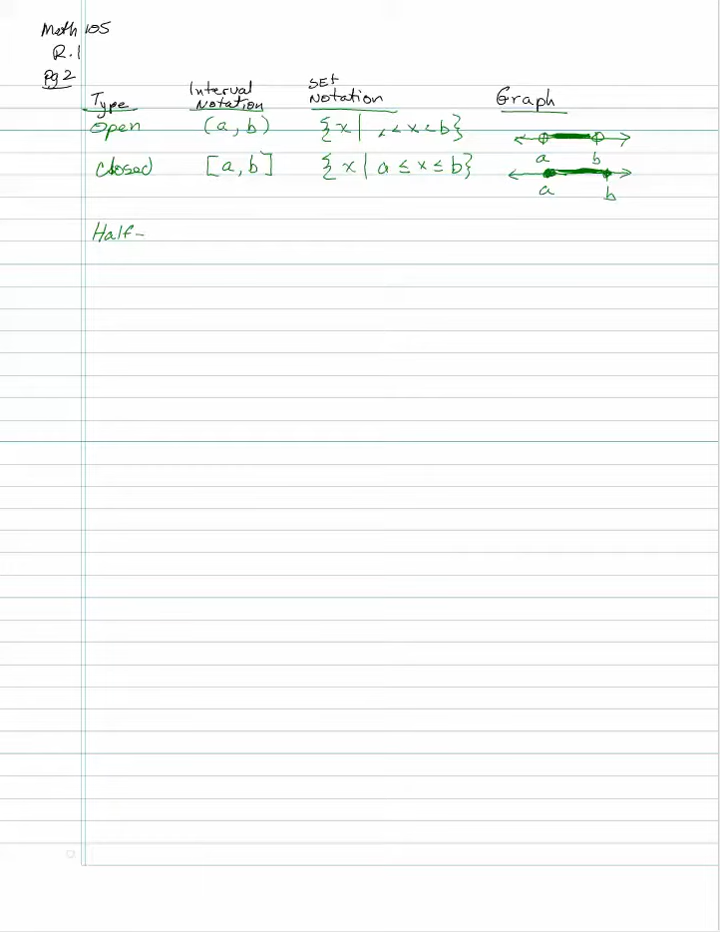 Math 105
R.1
pg 2
Type Interval Notation Set Notation Graph
Open (a, b) {x | , < x < b}
a b
Closed [a, b] {x | a ≤ x ≤ b}
a b
Half-